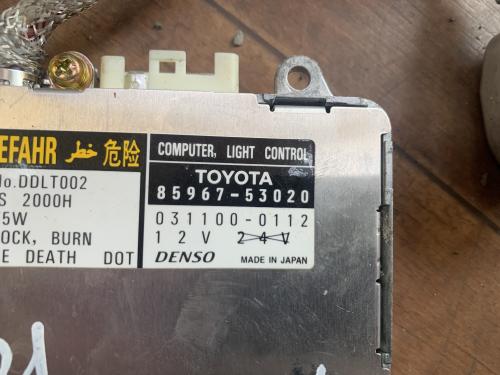 EFAHR خطر 危险
No.DDLT002
S 2000H
5W
OCK, BURN
E DEATH DOT
COMPUTER, LIGHT CONTROL
TOYOTA
85967-53020
031100-0112
12V 24V
DENSO MADE IN JAPAN